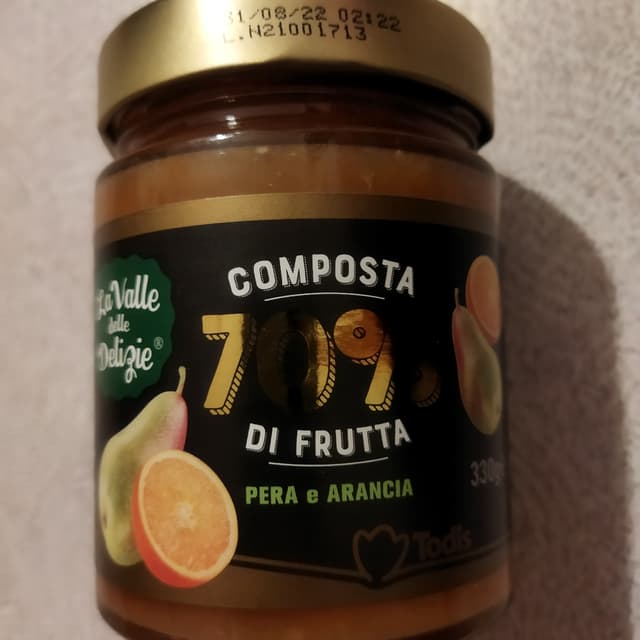 31/08/22 02:22
L.N21001713
La Valle
delle
Delizie®
COMPOSTA
70%
DI FRUTTA
PERA e ARANCIA
330g
Todis